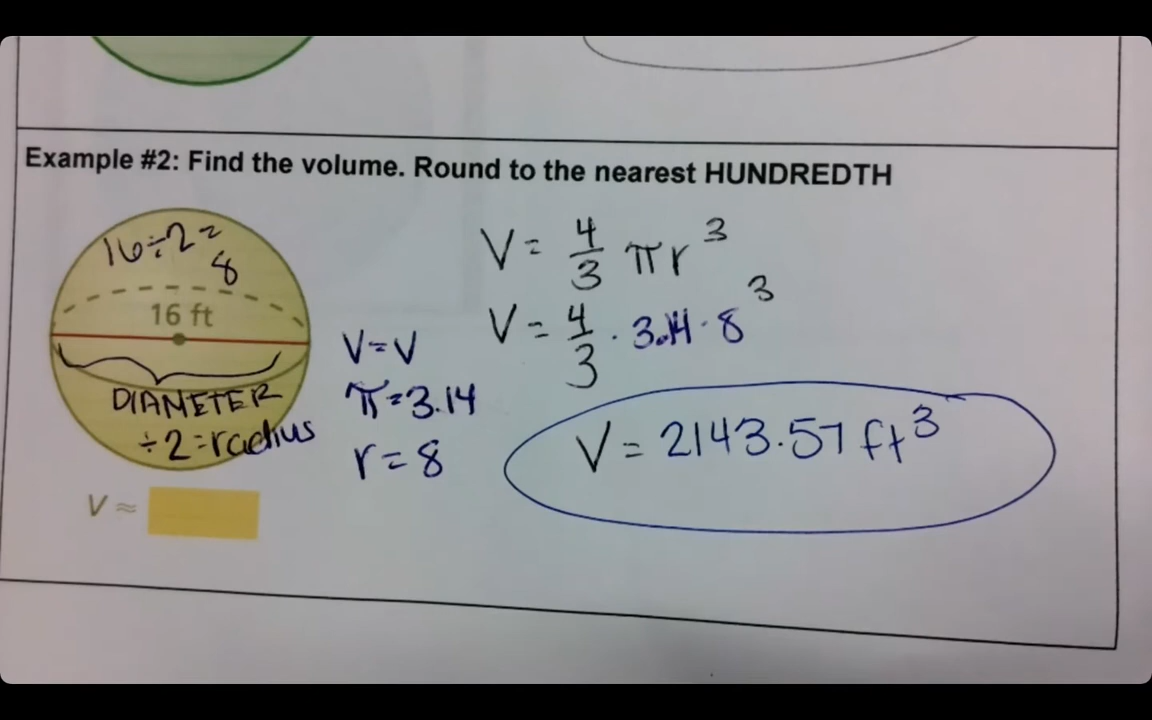 Example #2: Find the volume. Round to the nearest HUNDREDTH
16÷2=
8
16 ft
DIAMETER
÷2=radius
V ≈
V=V
π=3.14
r=8
V= 4/3 πr³
V= 4/3 · 3.14 · 8³
V= 2143.57 ft³